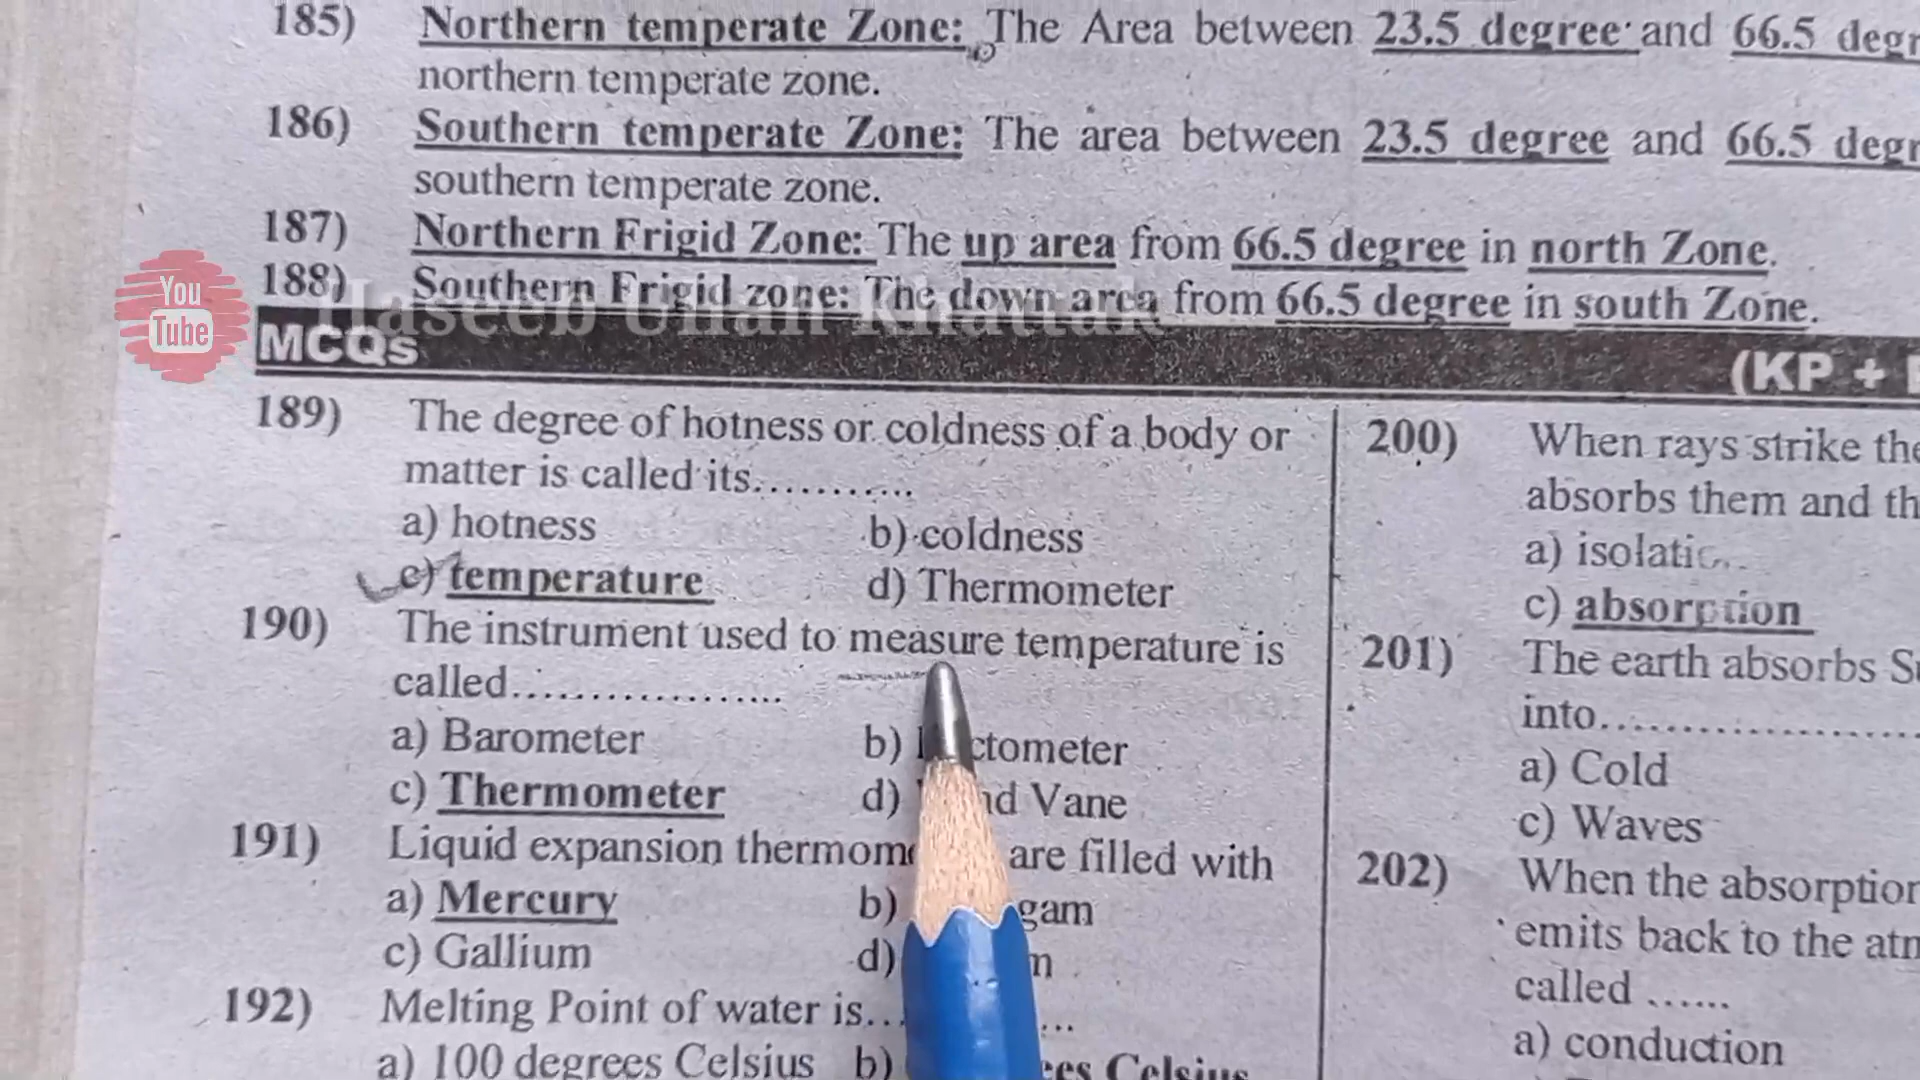 185) Northern temperate Zone: The Area between 23.5 degree and 66.5 degr
northern temperate zone.
186) Southern temperate Zone: The area between 23.5 degree and 66.5 degr
southern temperate zone.
187) Northern Frigid Zone: The up area from 66.5 degree in north Zone.
188) Southern Frigid zone: The down area from 66.5 degree in south Zone.
You
Tube
Haseeb Ullah Khattak
MCQs (KP +
189) The degree of hotness or coldness of a body or
matter is called its...........
a) hotness b) coldness
c) temperature d) Thermometer
190) The instrument used to measure temperature is
called..................
a) Barometer b) ctometer
c) Thermometer d) Vane
191) Liquid expansion thermom are filled with
a) Mercury b) gam
c) Gallium d)
192) Melting Point of water is..
a) 100 degrees Celsius b) ees Celsius
200) When rays strike the
absorbs them and th
a) isolatio
c) absorption
201) The earth absorbs S
into....................
a) Cold
c) Waves
202) When the absorption
emits back to the atm
called ......
a) conduction